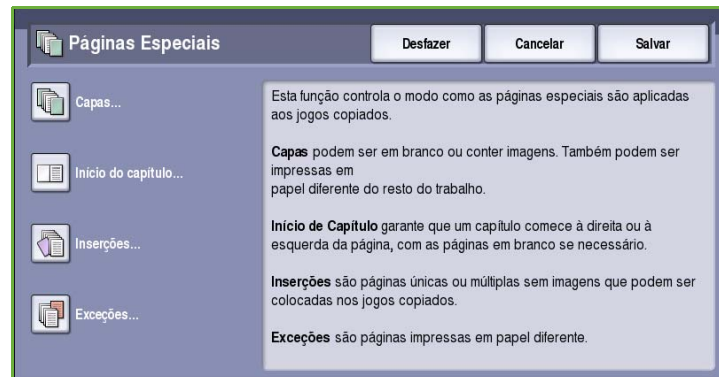 Páginas Especiais
Desfazer
Cancelar
Salvar
Capas...
Início do capítulo...
Inserções...
Exceções...
Esta função controla o modo como as páginas especiais são aplicadas
aos jogos copiados.
Capas podem ser em branco ou conter imagens. Também podem ser
impressas em
papel diferente do resto do trabalho.
Início de Capítulo garante que um capítulo comece à direita ou à
esquerda da página, com as páginas em branco se necessário.
Inserções são páginas únicas ou múltiplas sem imagens que podem ser
colocadas nos jogos copiados.
Exceções são páginas impressas em papel diferente.